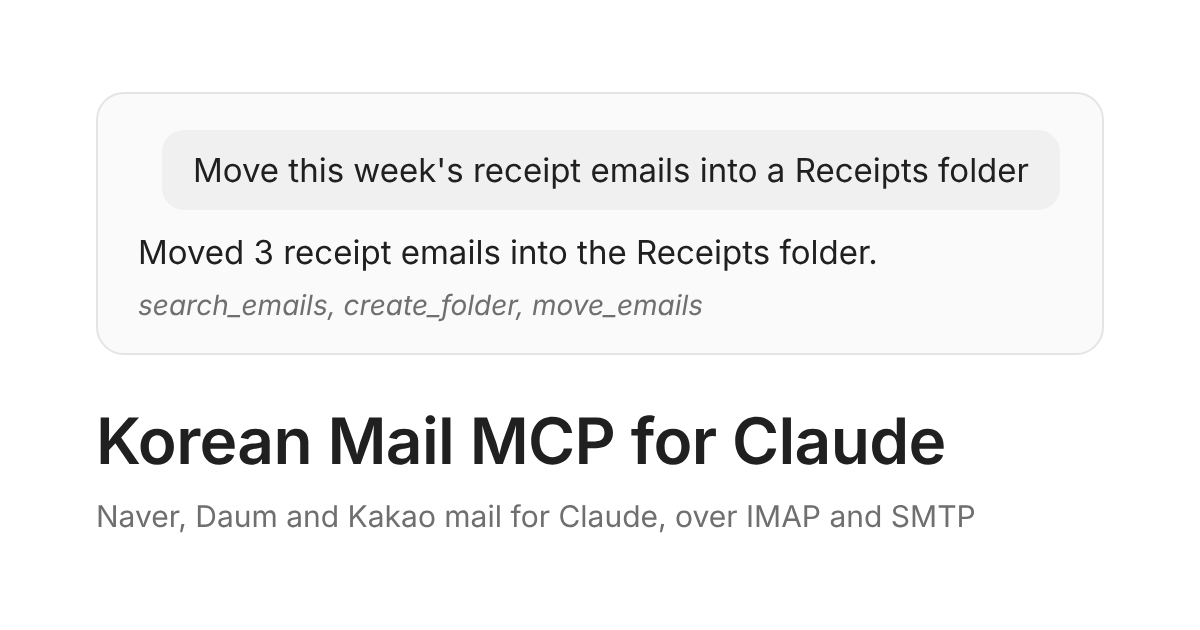 Move this week's receipt emails into a Receipts folder
Moved 3 receipt emails into the Receipts folder.
search_emails, create_folder, move_emails
Korean Mail MCP for Claude
Naver, Daum and Kakao mail for Claude, over IMAP and SMTP